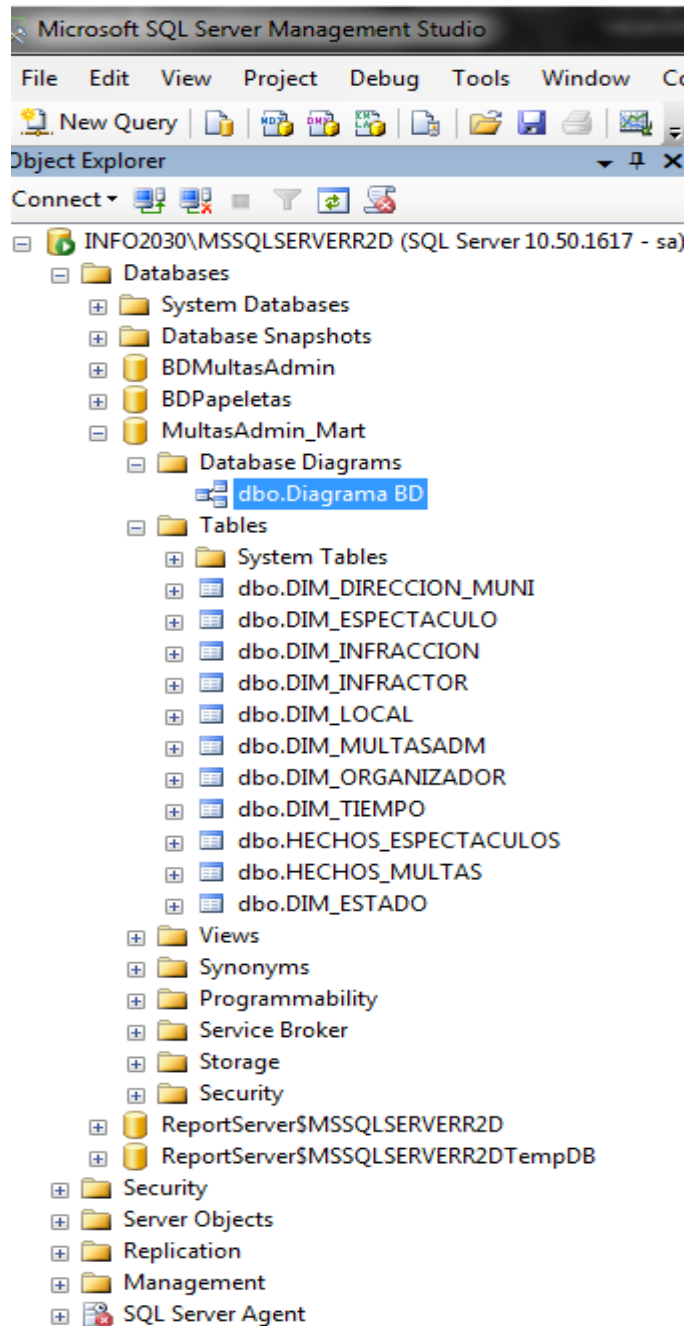 Microsoft SQL Server Management Studio
File Edit View Project Debug Tools Window Co
New Query
Object Explorer
Connect
INFO2030\MSSQLSERVERR2D (SQL Server 10.50.1617 - sa)
Databases
System Databases
Database Snapshots
BDMultasAdmin
BDPapeletas
MultasAdmin_Mart
Database Diagrams
dbo.Diagrama BD
Tables
System Tables
dbo.DIM_DIRECCION_MUNI
dbo.DIM_ESPECTACULO
dbo.DIM_INFRACCION
dbo.DIM_INFRACTOR
dbo.DIM_LOCAL
dbo.DIM_MULTASADM
dbo.DIM_ORGANIZADOR
dbo.DIM_TIEMPO
dbo.HECHOS_ESPECTACULOS
dbo.HECHOS_MULTAS
dbo.DIM_ESTADO
Views
Synonyms
Programmability
Service Broker
Storage
Security
ReportServer$MSSQLSERVERR2D
ReportServer$MSSQLSERVERR2DTempDB
Security
Server Objects
Replication
Management
SQL Server Agent